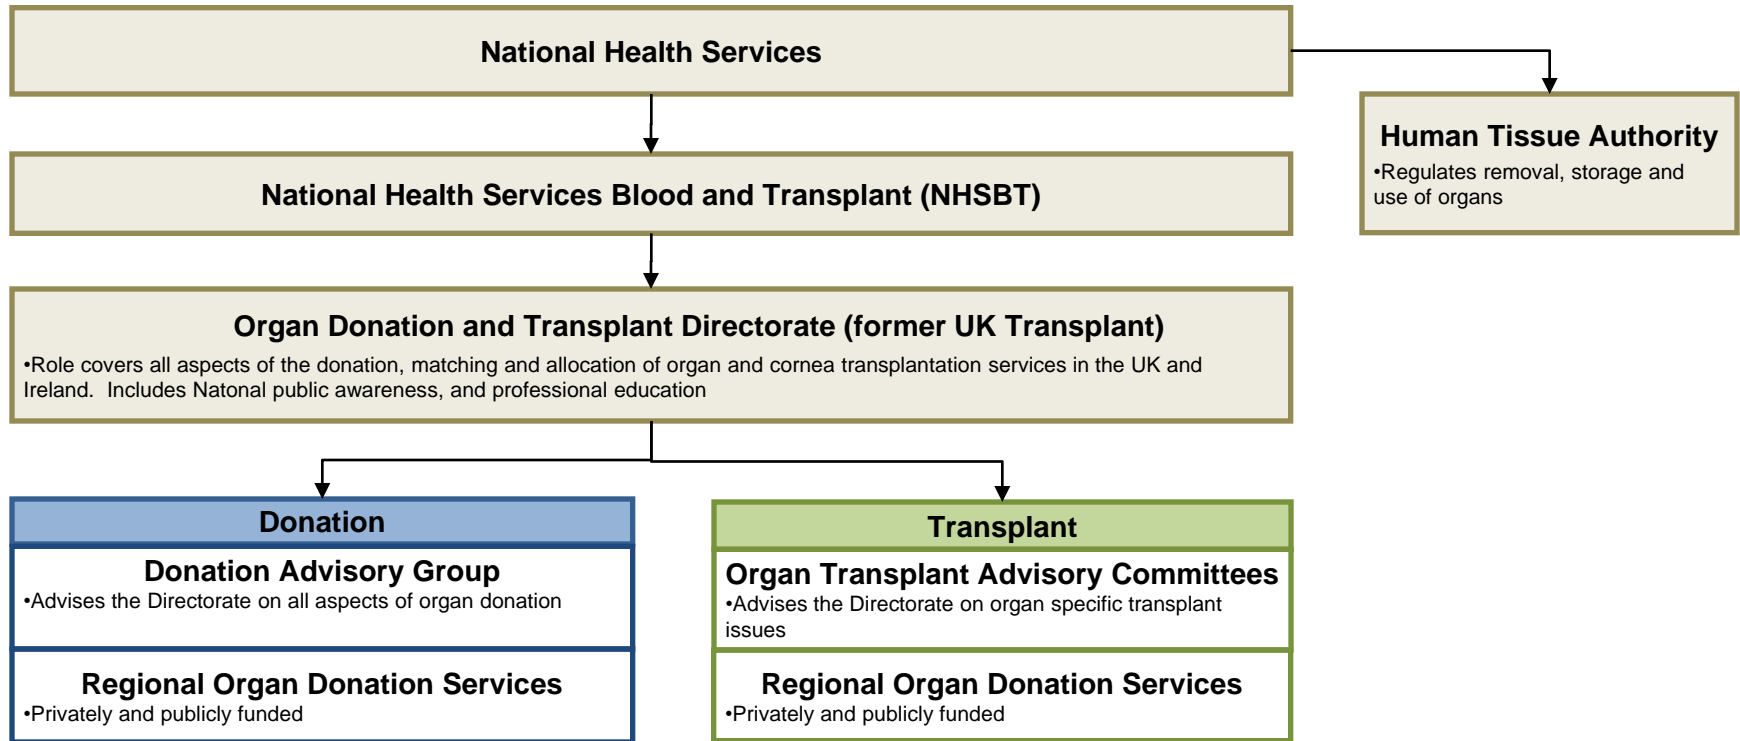 National Health Services
Human Tissue Authority
•Regulates removal, storage and
use of organs
National Health Services Blood and Transplant (NHSBT)
Organ Donation and Transplant Directorate (former UK Transplant)
•Role covers all aspects of the donation, matching and allocation of organ and cornea transplantation services in the UK and
Ireland.  Includes Natonal public awareness, and professional education
Donation
Donation Advisory Group
•Advises the Directorate on all aspects of organ donation
Regional Organ Donation Services
•Privately and publicly funded
Transplant
Organ Transplant Advisory Committees
•Advises the Directorate on organ specific transplant
issues
Regional Organ Donation Services
•Privately and publicly funded